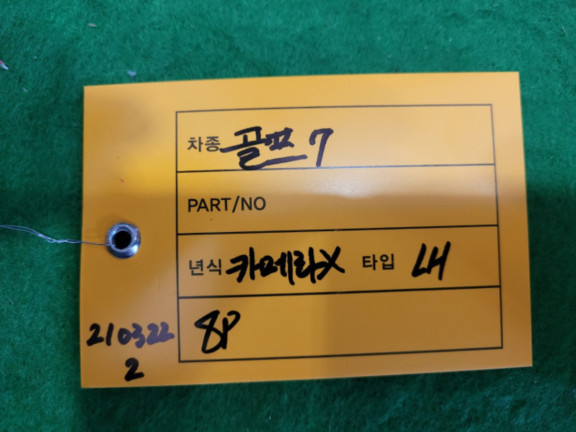 차종 골프 7
PART/NO
년식 카메라X 타입 LH
8P
210322
2